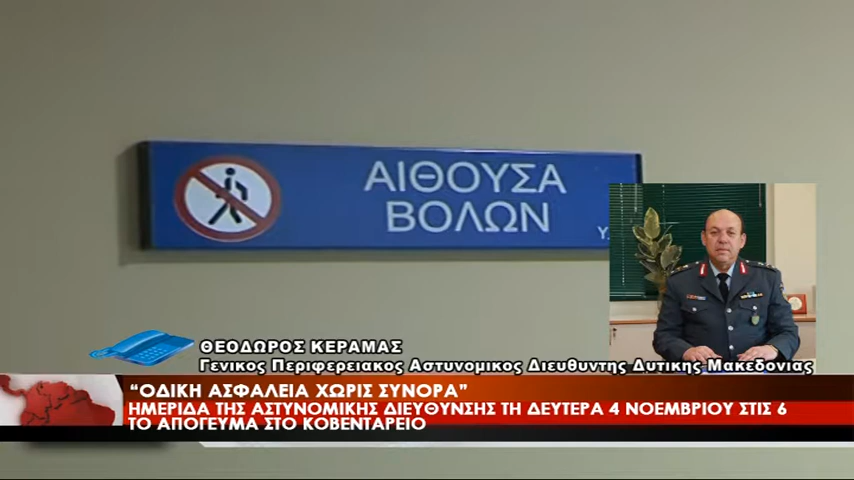 ΑΙΘΟΥΣΑ
ΒΟΛΩΝ
Υ.
ΘΕΟΔΩΡΟΣ ΚΕΡΑΜΑΣ
Γενικος Περιφερειακος Αστυνομικος Διευθυντης Δυτικης Μακεδονιας
“ΟΔΙΚΗ ΑΣΦΑΛΕΙΑ ΧΩΡΙΣ ΣΥΝΟΡΑ”
ΗΜΕΡΙΔΑ ΤΗΣ ΑΣΤΥΝΟΜΙΚΗΣ ΔΙΕΥΘΥΝΣΗΣ ΤΗ ΔΕΥΤΕΡΑ 4 ΝΟΕΜΒΡΙΟΥ ΣΤΙΣ 6
ΤΟ ΑΠΟΓΕΥΜΑ ΣΤΟ ΚΟΒΕΝΤΑΡΕΙΟ